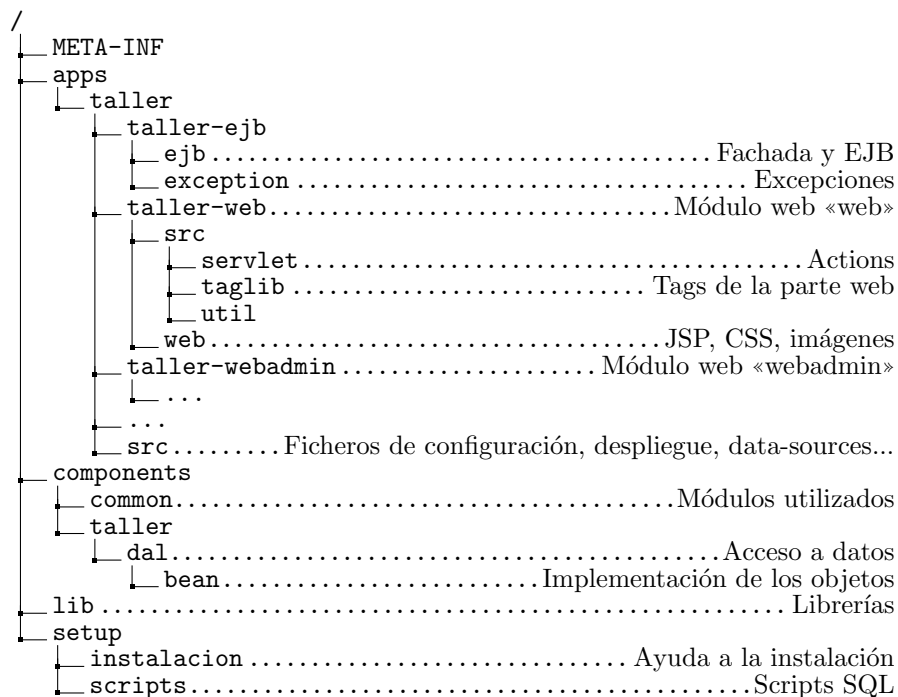 /
META-INF
apps
taller
taller-ejb
ejb........................................Fachada y EJB
exception....................................Excepciones
taller-web................................Módulo web «web»
src
servlet........................................Actions
taglib............................Tags de la parte web
util
web....................................JSP, CSS, imágenes
taller-webadmin....................Módulo web «webadmin»
...
...
src.........Ficheros de configuración, despliegue, data-sources...
components
common..........................................Módulos utilizados
taller
dal............................................Acceso a datos
bean..........................Implementación de los objetos
lib........................................................Librerías
setup
instalacion..............................Ayuda a la instalación
scripts.............................................Scripts SQL